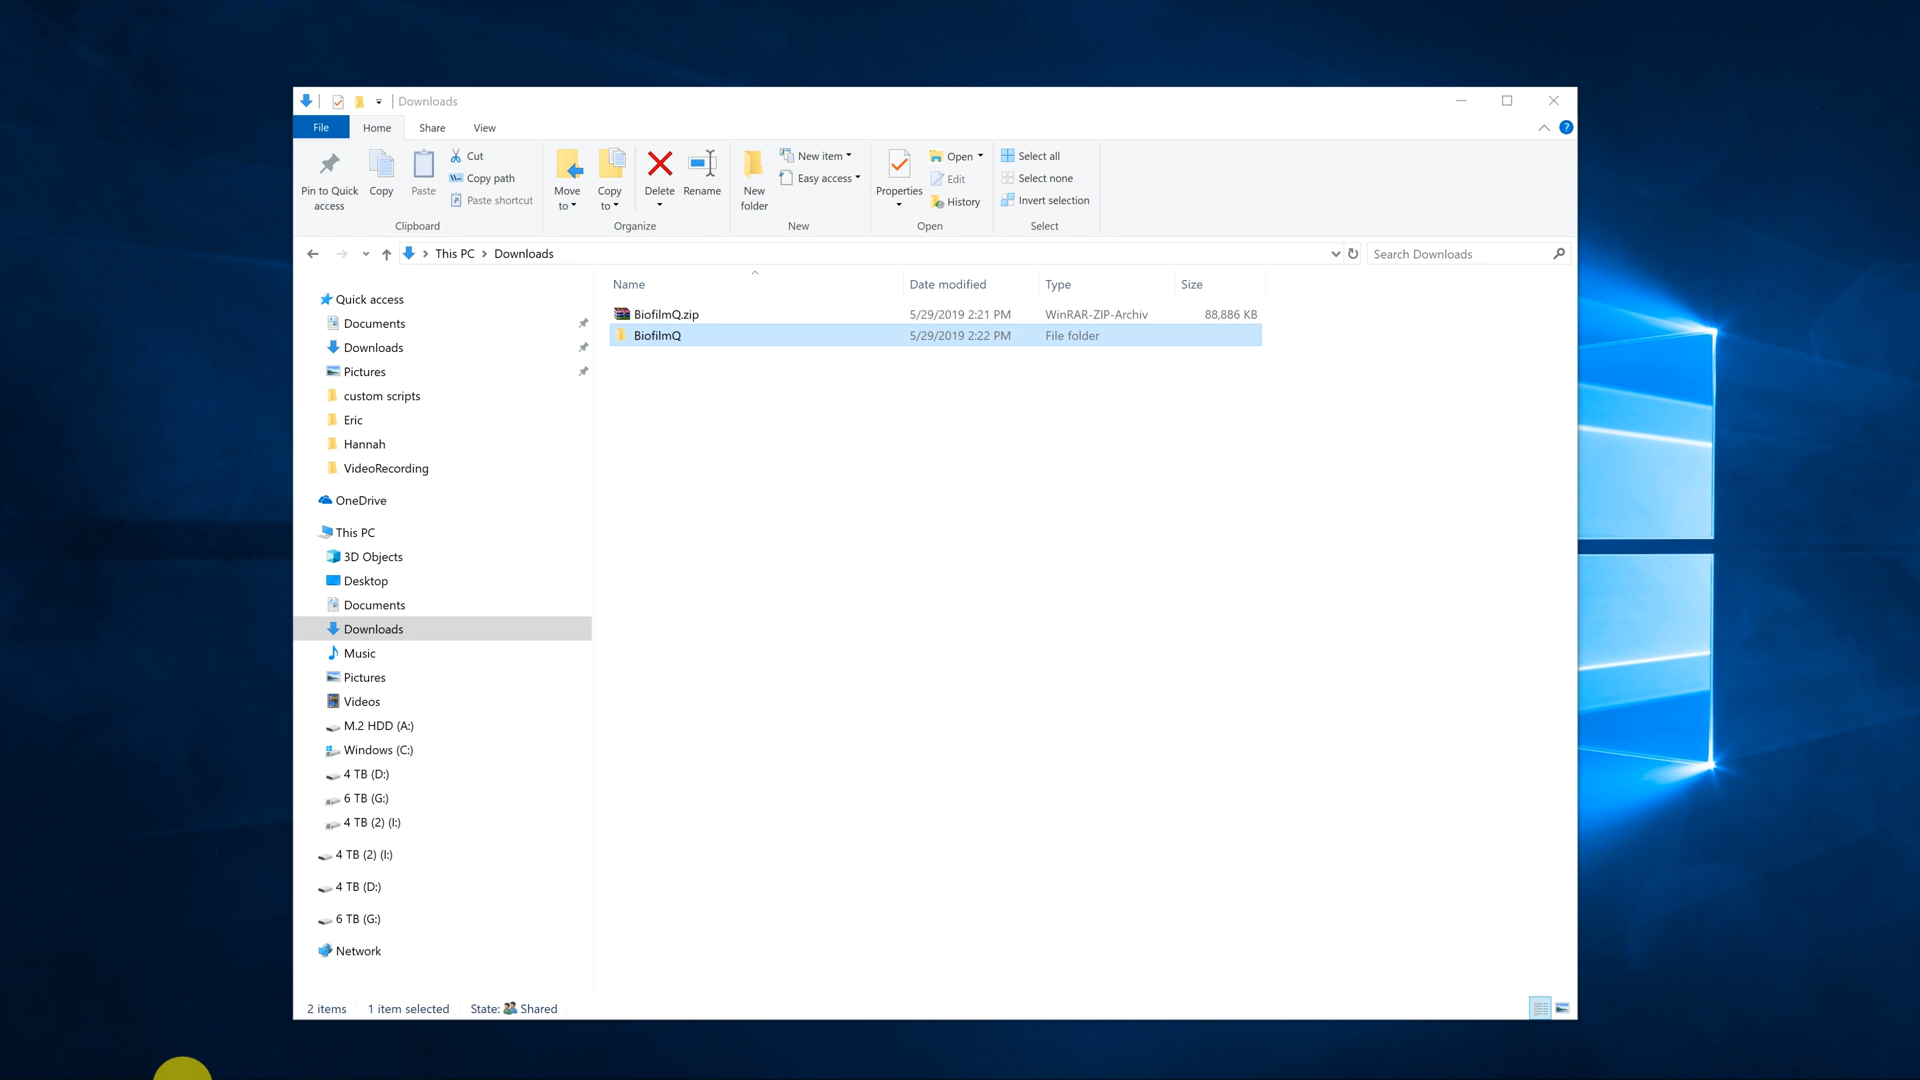 Downloads
File Home Share View
?
Pin to Quick access
Copy
Paste
Cut
Copy path
Paste shortcut
Clipboard
Move to
Copy to
Delete
Rename
Organize
New folder
New item
Easy access
New
Properties
Open
Edit
History
Open
Select all
Select none
Invert selection
Select
This PC > Downloads
Search Downloads
Name Date modified Type Size
BiofilmQ.zip 5/29/2019 2:21 PM WinRAR-ZIP-Archiv 88,886 KB
BiofilmQ 5/29/2019 2:22 PM File folder
Quick access
Documents
Downloads
Pictures
custom scripts
Eric
Hannah
VideoRecording
OneDrive
This PC
3D Objects
Desktop
Documents
Downloads
Music
Pictures
Videos
M.2 HDD (A:)
Windows (C:)
4 TB (D:)
6 TB (G:)
4 TB (2) (I:)
4 TB (2) (I:)
4 TB (D:)
6 TB (G:)
Network
2 items 1 item selected State: Shared